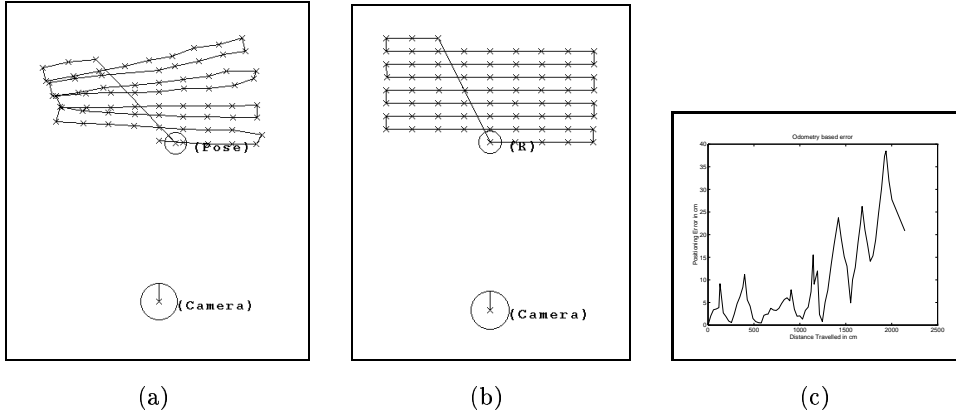 (Pose)
(Camera)
(a)
(R)
(Camera)
(b)
Odometry based error
Positioning Error in cm
40
35
30
25
20
15
10
5
0
0 500 1000 1500 2000 2500
Distance Travelled in cm
(c)